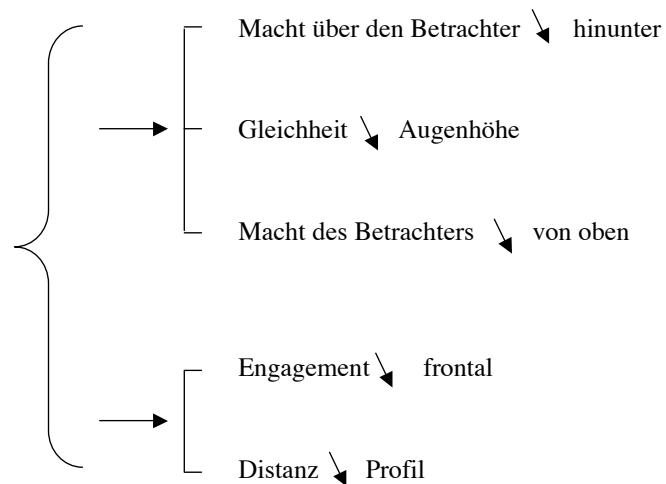 Macht über den Betrachter hinunter
Gleichheit Augenhöhe
Macht des Betrachters von oben
Engagement frontal
Distanz Profil